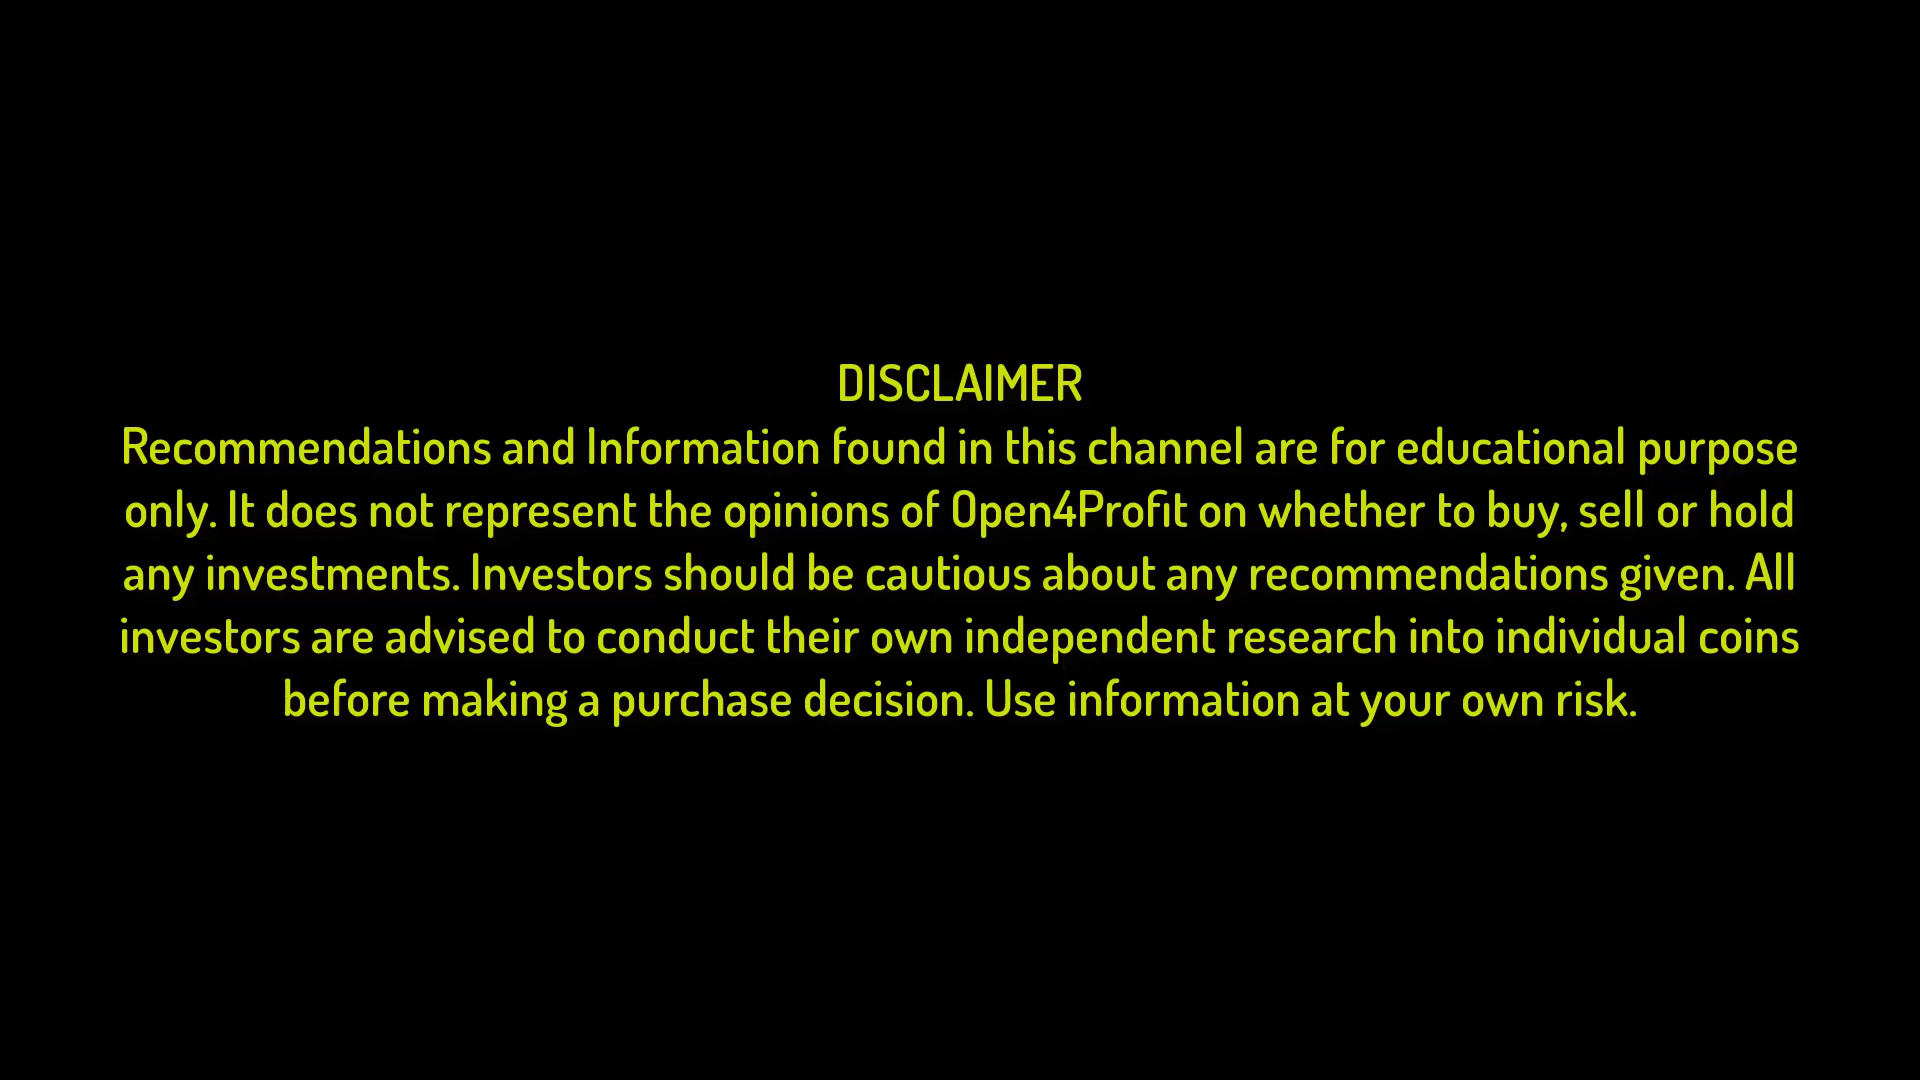 DISCLAIMER
Recommendations and Information found in this channel are for educational purpose
only. It does not represent the opinions of Open4Profit on whether to buy, sell or hold
any investments. Investors should be cautious about any recommendations given. All
investors are advised to conduct their own independent research into individual coins
before making a purchase decision. Use information at your own risk.